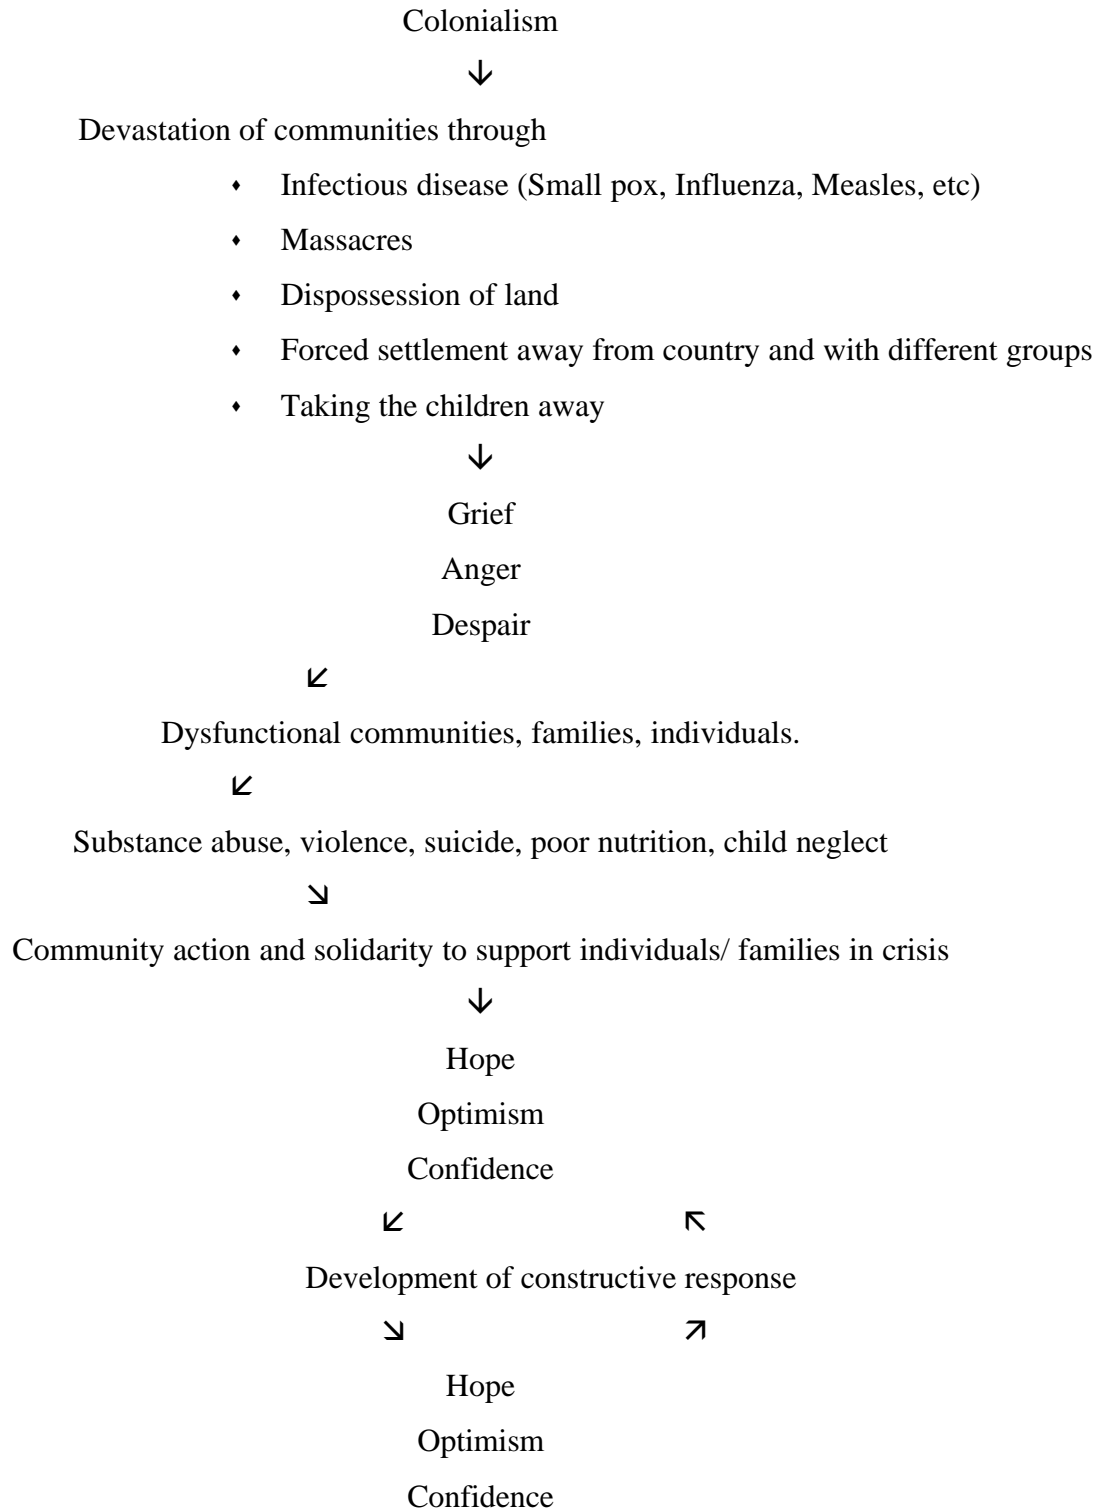 Colonialism
↓
Devastation of communities through
♦ Infectious disease (Small pox, Influenza, Measles, etc)
♦ Massacres
♦ Dispossession of land
♦ Forced settlement away from country and with different groups
♦ Taking the children away
↓
Grief
Anger
Despair
↙
Dysfunctional communities, families, individuals.
↙
Substance abuse, violence, suicide, poor nutrition, child neglect
↘
Community action and solidarity to support individuals/ families in crisis
↓
Hope
Optimism
Confidence
↙ ↖
Development of constructive response
↘ ↗
Hope
Optimism
Confidence